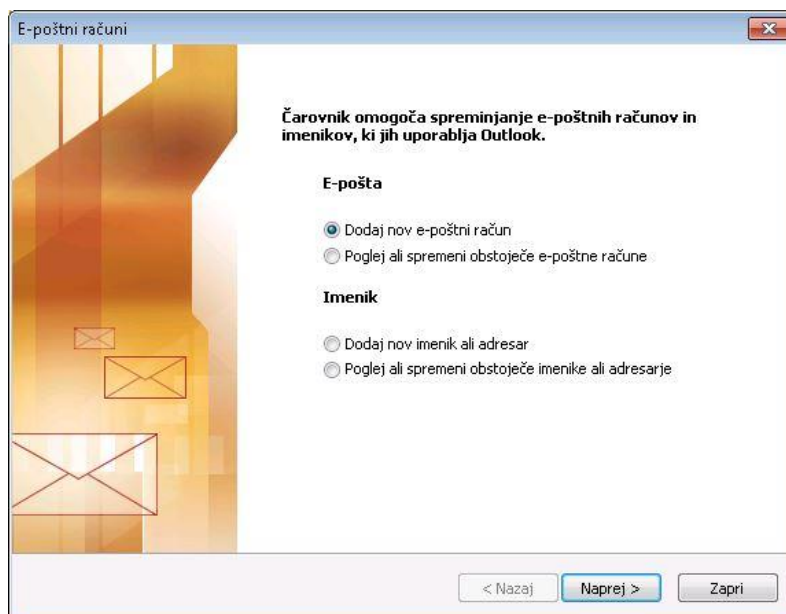 E-poštni računi
Čarovnik omogoča spreminjanje e-poštnih računov in
imenikov, ki jih uporablja Outlook.
E-pošta
Dodaj nov e-poštni račun
Poglej ali spremeni obstoječe e-poštne račune
Imenik
Dodaj nov imenik ali adresar
Poglej ali spremeni obstoječe imenike ali adresarje
< Nazaj
Naprej >
Zapri